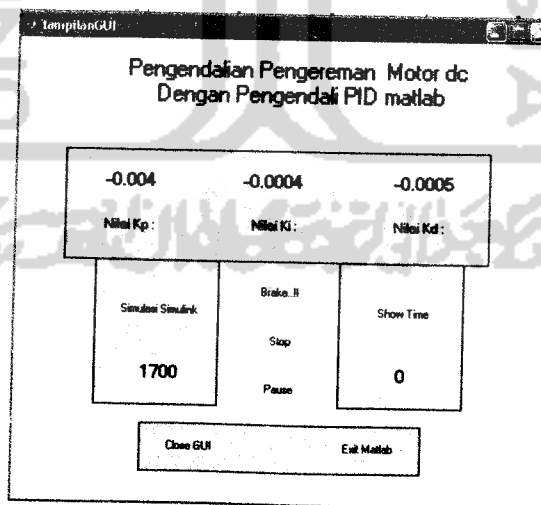 TampilanGUI
Pengendalian Pengereman Motor dc
Dengan Pengendali PID matlab
-0.004 -0.0004 -0.0005
Nilai Kp : Nilai Ki : Nilai Kd :
Simulasi Simulink Brake..!! Show Time
Stop
1700 0
Pause
Close GUI Exit Matlab